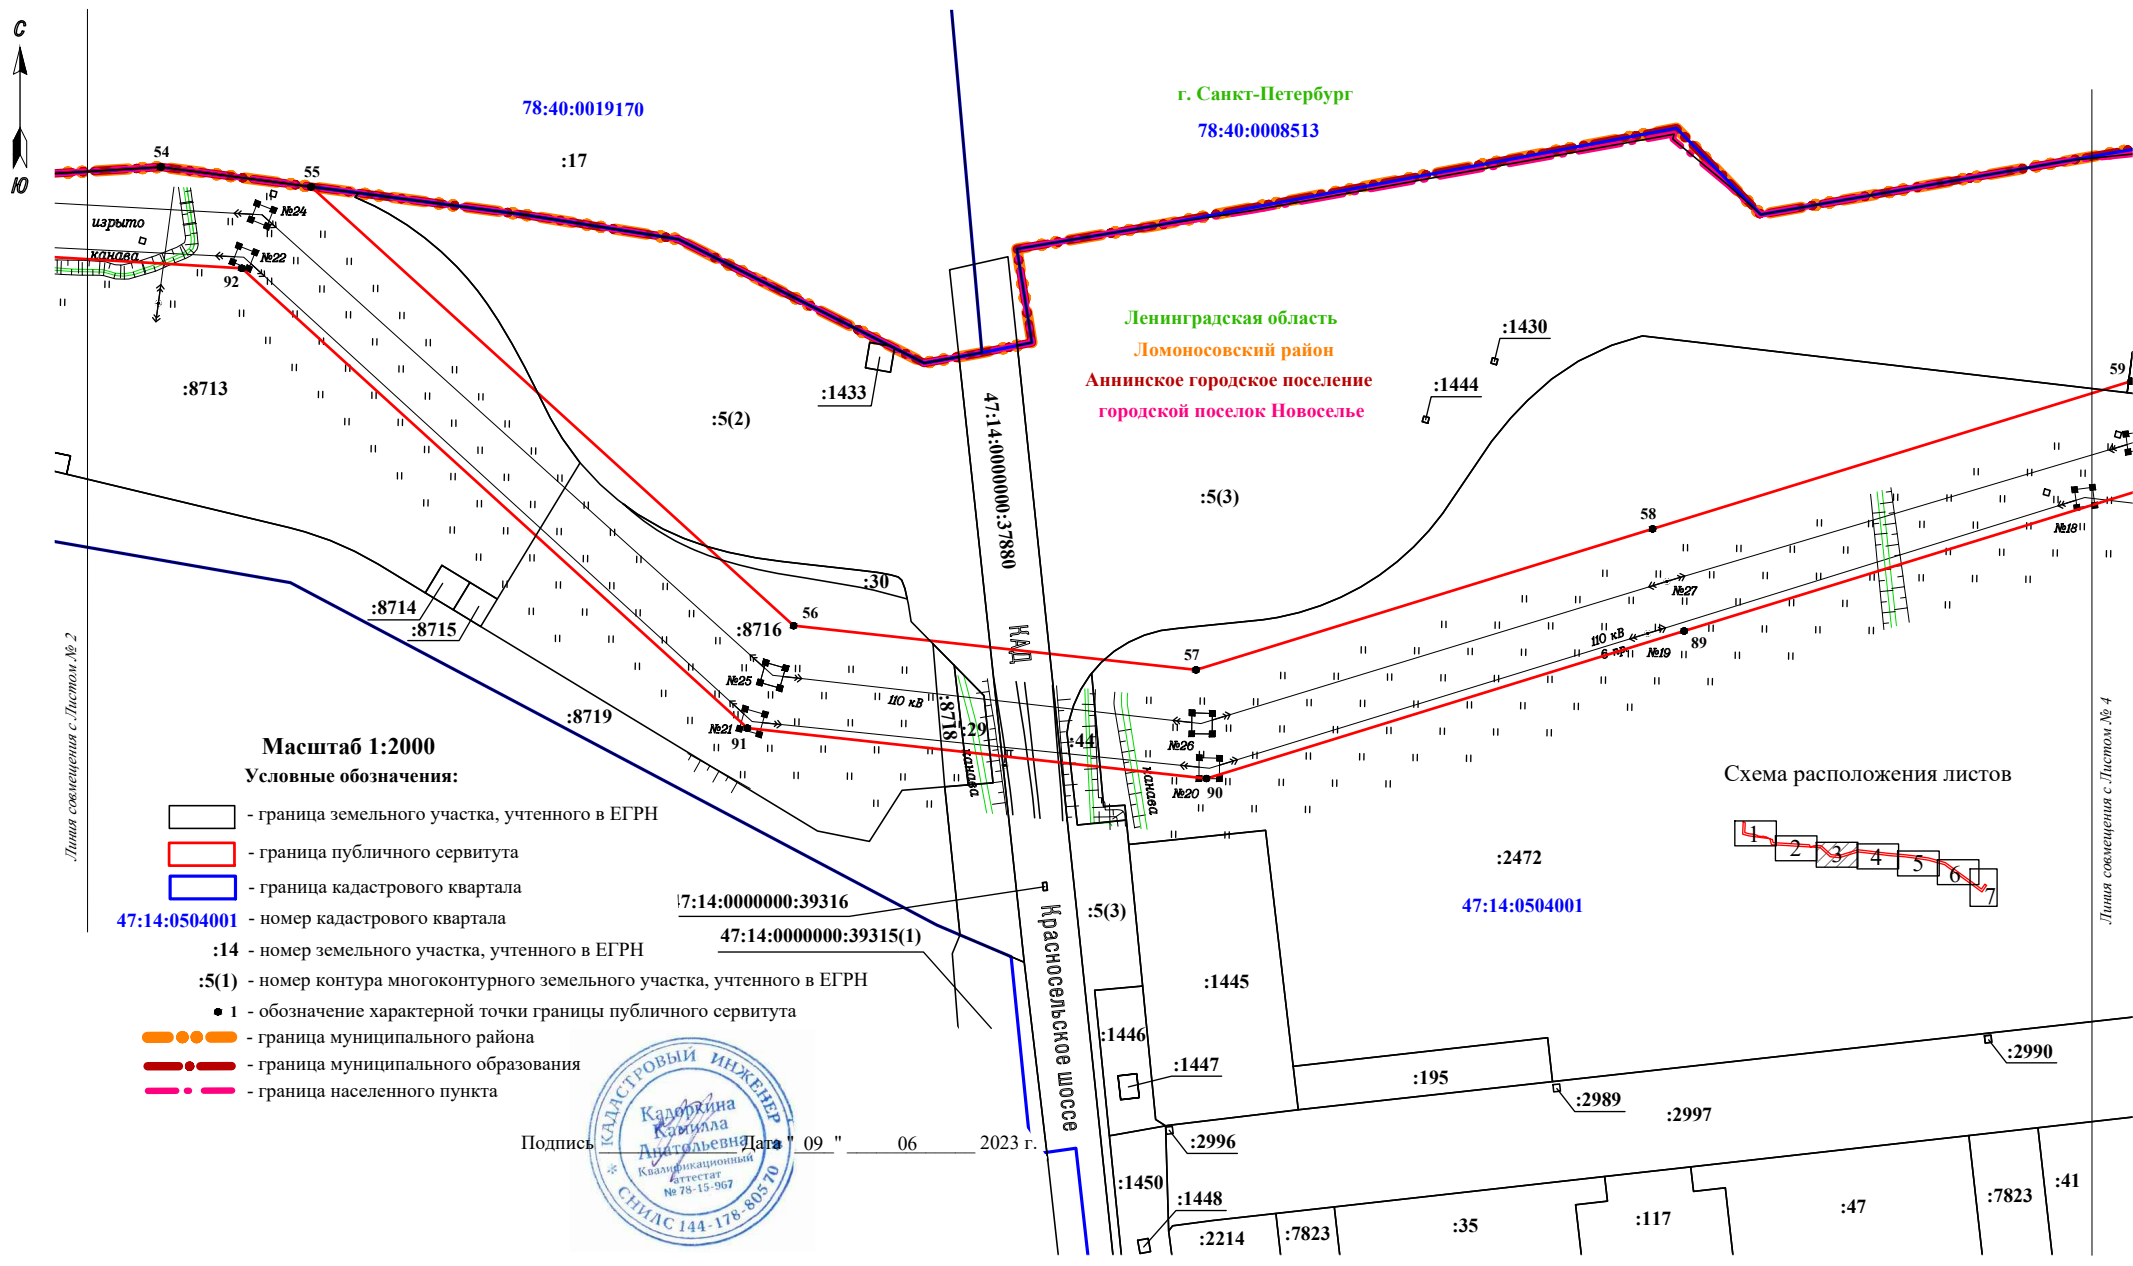 С
Ю
78:40:0019170
:17
г. Санкт-Петербург
78:40:0008513
54
55
№24
изрыто
канава
№22
92
:8713
:1433
:5(2)
47:14:0000000:37880
Ленинградская область
Ломоносовский район
Аннинское городское поселение
городской поселок Новоселье
:1430
:1444
59
:5(3)
58
№18
№27
110 кВ
6 пр.
№19
89
:30
:8714
:8715
:8716
56
КАД
57
№25
110 кВ
:8718
:29
:44
№26
№21
91
:8719
канава
канава
№20
90
Линия совмещения с Листом № 2
Линия совмещения с Листом № 4
Масштаб 1:2000
Условные обозначения:
- граница земельного участка, учтенного в ЕГРН
- граница публичного сервитута
- граница кадастрового квартала
47:14:0504001 - номер кадастрового квартала
:14 - номер земельного участка, учтенного в ЕГРН
:5(1) - номер контура многоконтурного земельного участка, учтенного в ЕГРН
1 - обозначение характерной точки границы публичного сервитута
- граница муниципального района
- граница муниципального образования
- граница населенного пункта
Схема расположения листов
1
2
3
4
5
6
7
:2472
47:14:0504001
47:14:0000000:39316
47:14:0000000:39315(1)
:5(3)
Красносельское шоссе
:1445
:1446
:1447
:195
:2990
:2989
:2997
:2996
:1450
:1448
:2214
:7823
:35
:117
:47
:7823
:41
Подпись Дата " 09 " 06 2023 г.
КАДАСТРОВЫЙ ИНЖЕНЕР
Кадоркина
Камилла
Анатольевна
Квалификационный
аттестат
№ 78-15-967
СНИЛС 144-178-805 70